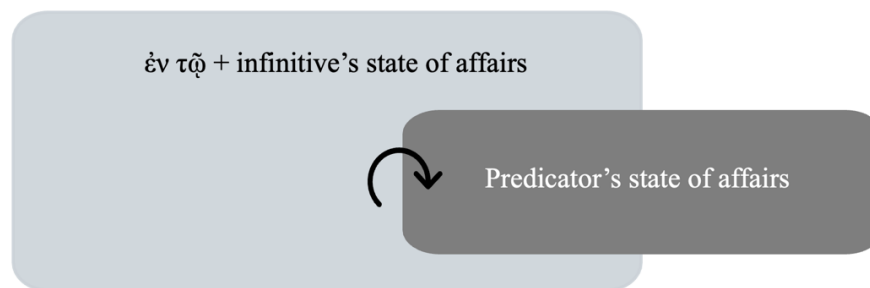 ἐν τῷ + infinitive’s state of affairs
Predicator’s state of affairs